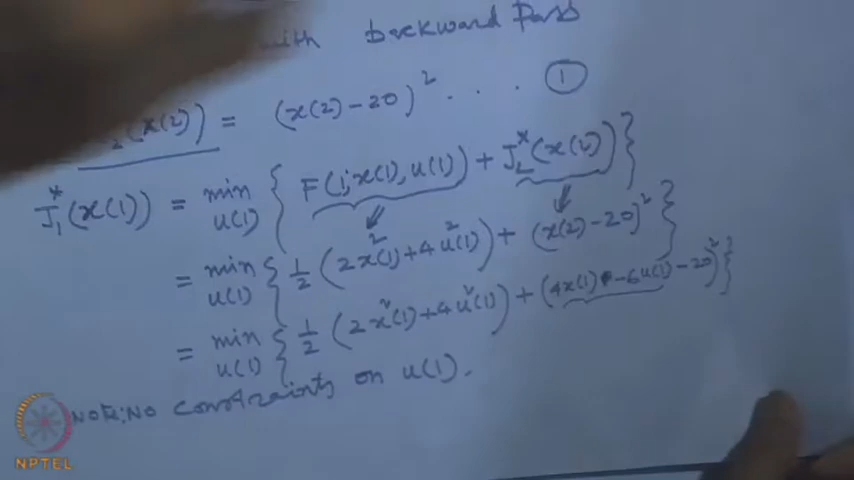 with backward Pass
₂(x(2)) = (x(2)-20)² . . . . ①
J₁*(x(1)) = min u(1) { F(1,x(1),u(1)) + J₂*(x(2)) }
= min u(1) { 1/2 (2x²(1)+4u²(1)) + (x(2)-20)² }
= min u(1) { 1/2 (2x²(1)+4u²(1)) + (4x(1) -6u(1) -20)² }
Note: No constraints on u(1).
NPTEL